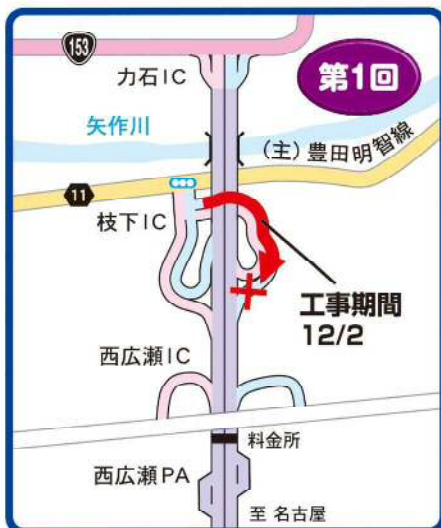 153
力石IC
第1回
矢作川
(主)豊田明智線
11
枝下IC
工事期間
12/2
西広瀬IC
料金所
西広瀬PA
至 名古屋